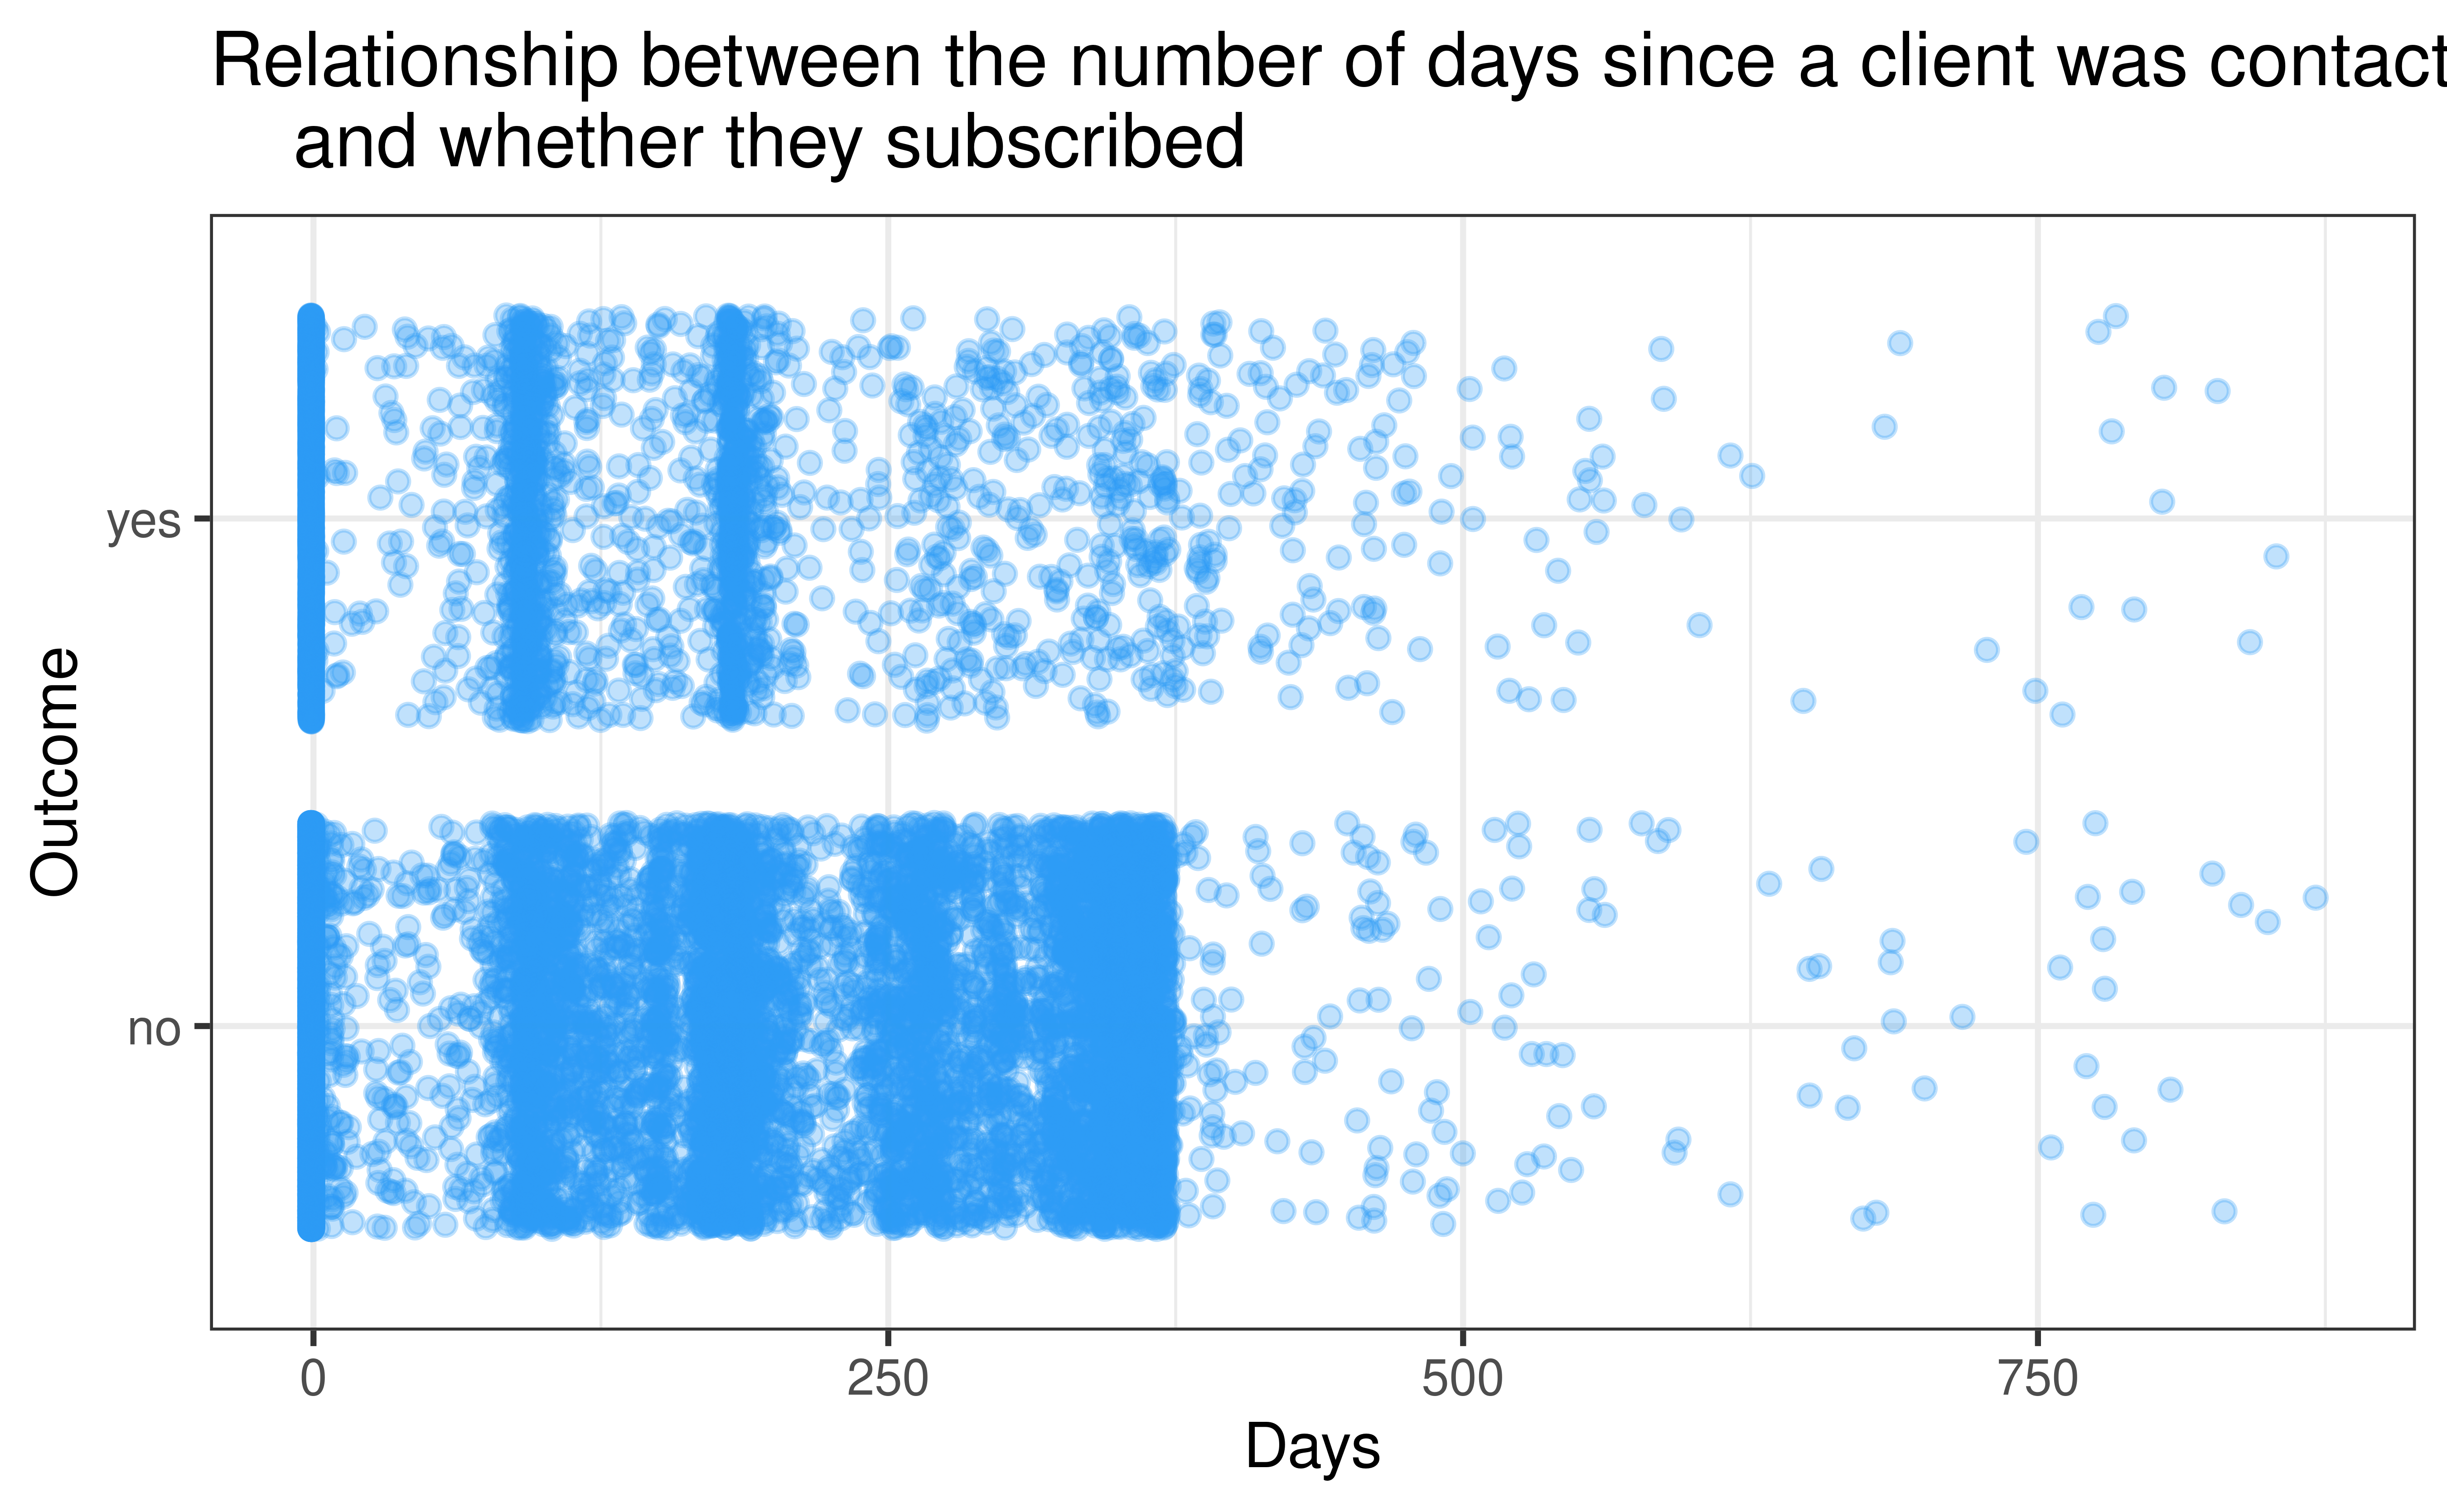 Relationship between the number of days since a client was contact
and whether they subscribed
yes
no
Outcome
0 250 500 750
Days